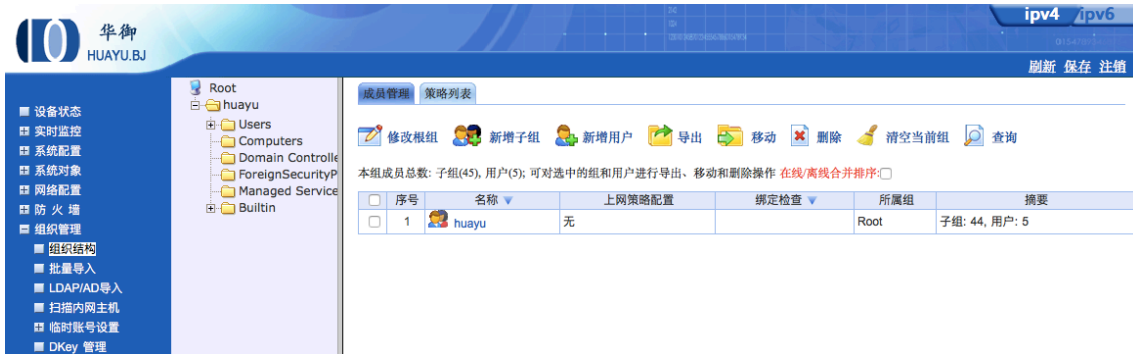 华御
HUAYU.BJ
ipv4 ipv6
刷新 保存 注销
设备状态
实时监控
系统配置
系统对象
网络配置
防 火 墙
组织管理
组织结构
批量导入
LDAP/AD导入
扫描内网主机
临时账号设置
DKey 管理
Root
huayu
Users
Computers
Domain Controlle
ForeignSecurityP
Managed Service
Builtin
成员管理 策略列表
修改根组 新增子组 新增用户 导出 移动 删除 清空当前组 查询
本组成员总数: 子组(45), 用户(5); 可对选中的组和用户进行导出、移动和删除操作 在线/离线合并排序:
序号 名称 上网策略配置 绑定检查 所属组 摘要
1 huayu 无 Root 子组: 44, 用户: 5